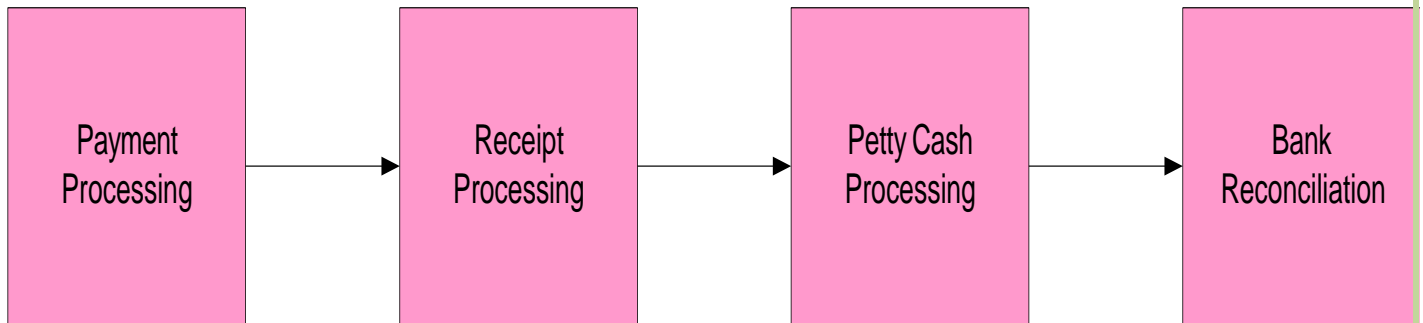 Payment
Processing
Receipt
Processing
Petty Cash
Processing
Bank
Reconciliation